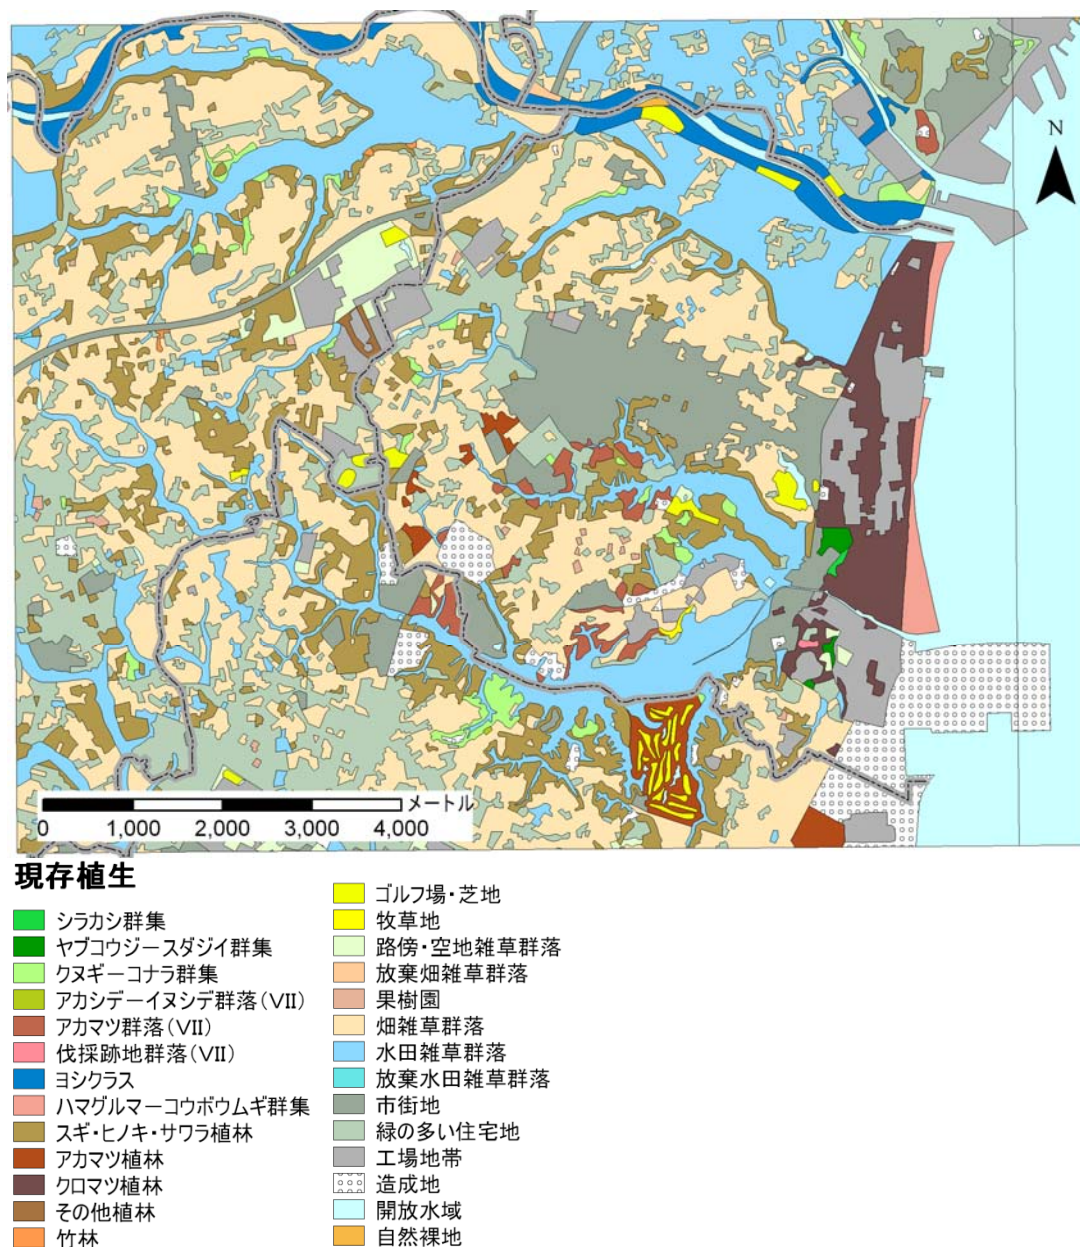 N
メートル
0 1,000 2,000 3,000 4,000
現存植生
シラカシ群集
ヤブコウジースダジイ群集
クヌギーコナラ群集
アカシデーイヌシデ群落(VII)
アカマツ群落(VII)
伐採跡地群落(VII)
ヨシクラス
ハマグルマーコウボウムギ群集
スギ・ヒノキ・サワラ植林
アカマツ植林
クロマツ植林
その他植林
竹林
ゴルフ場・芝地
牧草地
路傍・空地雑草群落
放棄畑雑草群落
果樹園
畑雑草群落
水田雑草群落
放棄水田雑草群落
市街地
緑の多い住宅地
工場地帯
造成地
開放水域
自然裸地